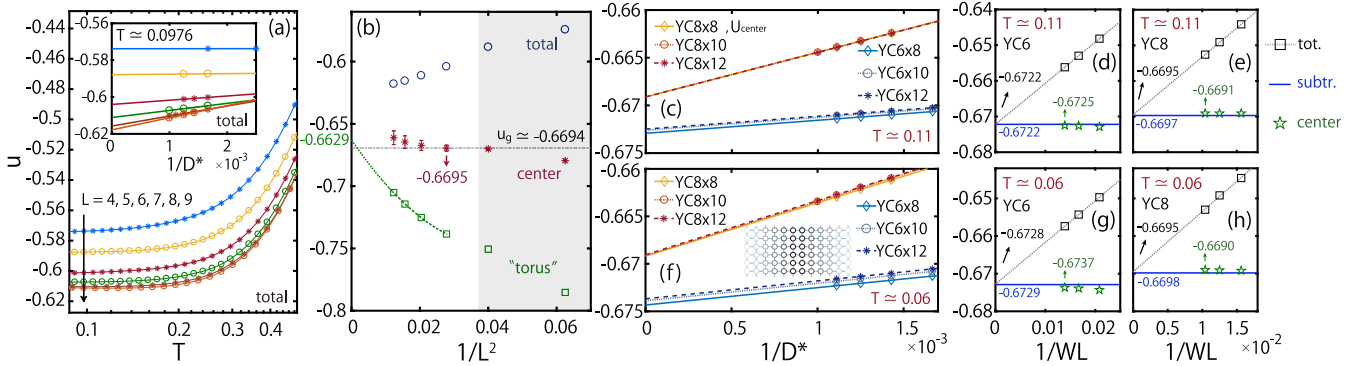 (a)
T ≃ 0.0976
total
1/D*
×10⁻³
-0.56
-0.58
-0.6
-0.62
-0.44
-0.46
-0.48
-0.5
-0.52
-0.54
-0.56
-0.58
-0.6
-0.62
u
L = 4, 5, 6, 7, 8, 9
total
0.1
0.2
0.3
0.4
T
(b)
total
-0.6
-0.6629
-0.7
-0.75
-0.8
u_g ≃ -0.6694
-0.6695
center
"torus"
0
0.02
0.04
0.06
1/L²
-0.66
-0.665
-0.67
-0.675
YC8x8 , U_center
YC8x10
YC8x12
YC6x8
YC6x10
YC6x12
(c)
T ≃ 0.11
-0.66
-0.665
-0.67
-0.675
YC8x8
YC8x10
YC8x12
YC6x8
YC6x10
YC6x12
(f)
T ≃ 0.06
0
0.5
1
1.5
1/D*
×10⁻³
-0.64
-0.65
-0.66
-0.67
-0.68
T ≃ 0.11
YC6
(d)
-0.6722
-0.6725
-0.6722
T ≃ 0.11
YC8
(e)
-0.6695
-0.6691
-0.6697
tot.
subtr.
center
-0.65
-0.66
-0.67
-0.68
T ≃ 0.06
YC6
(g)
-0.6728
-0.6737
-0.6729
0
0.01
0.02
1/WL
T ≃ 0.06
YC8
(h)
-0.6695
-0.6690
-0.6698
0
0.5
1
1.5
×10⁻²
1/WL